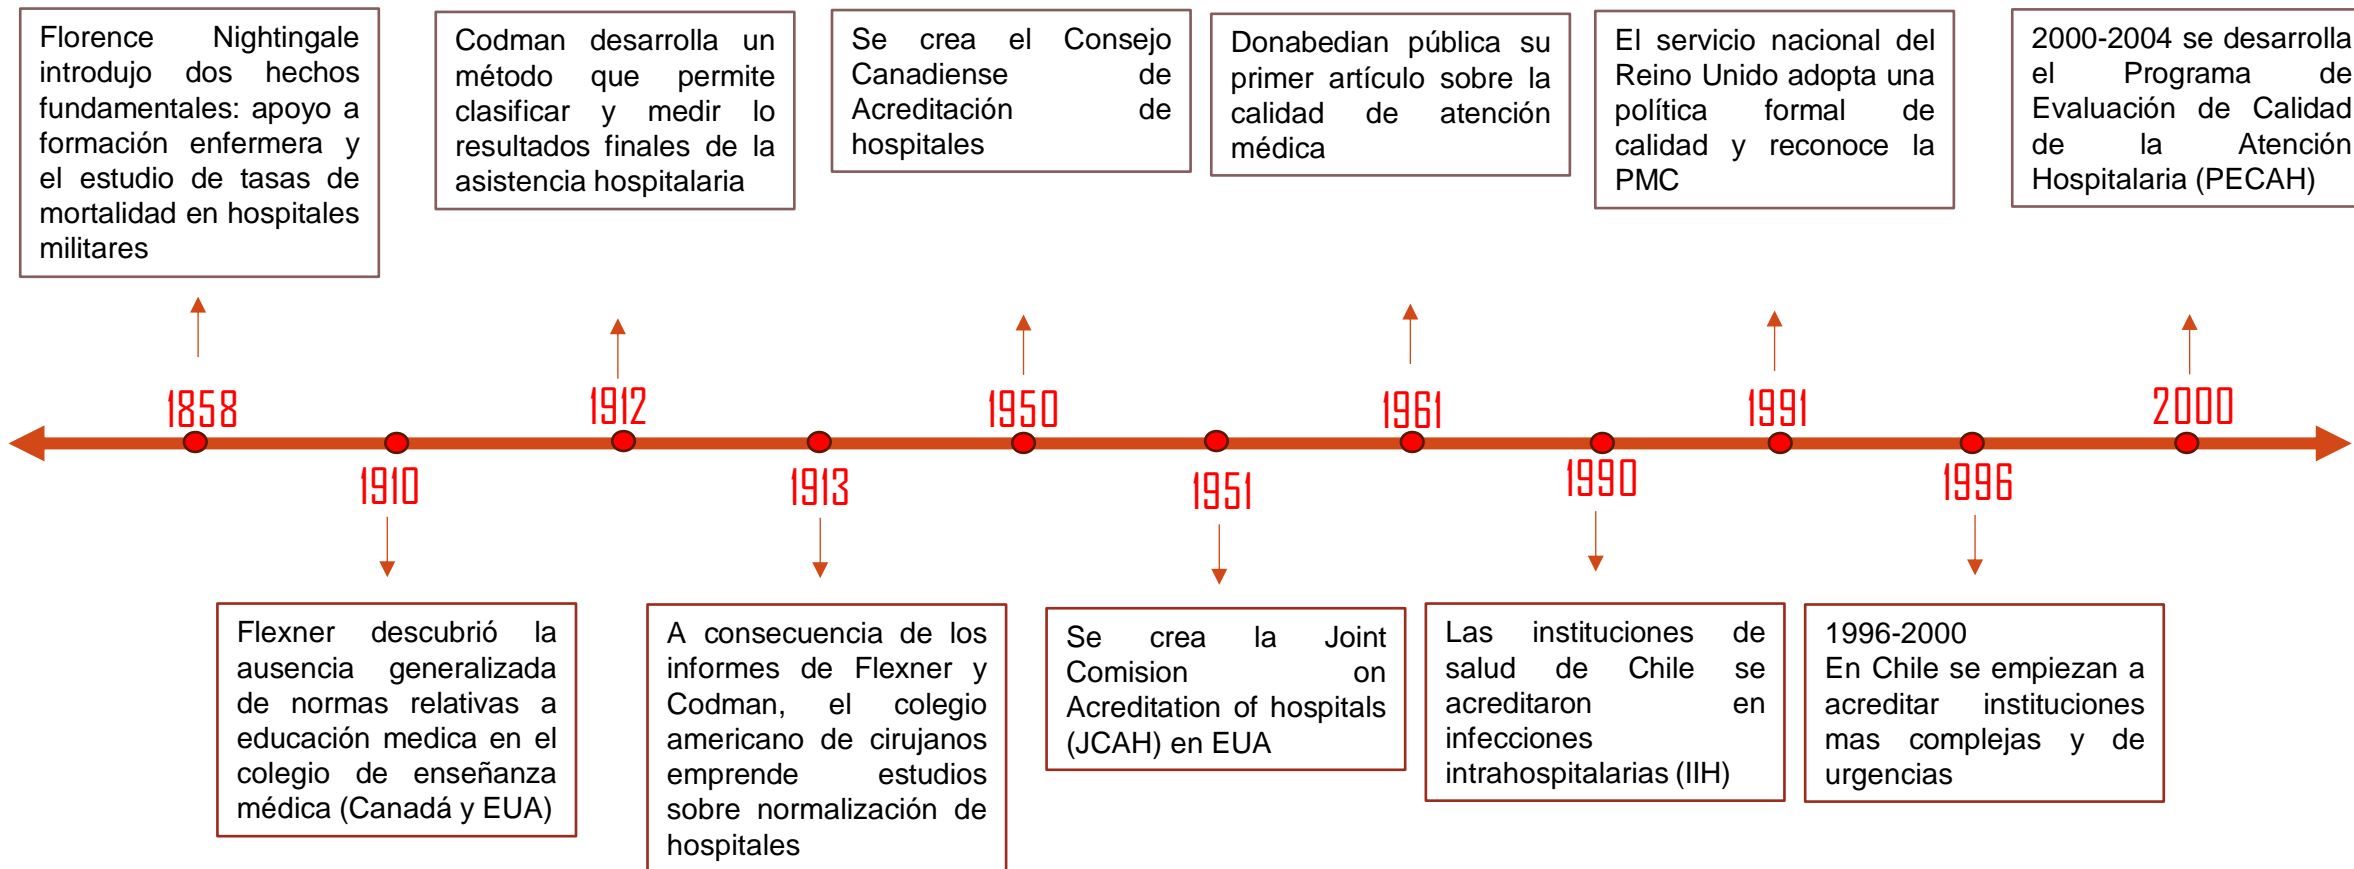 Florence Nightingale
introdujo dos hechos
fundamentales: apoyo a
formación enfermera y
el estudio de tasas de
mortalidad en hospitales
militares
Codman desarrolla un
método que permite
clasificar y medir lo
resultados finales de la
asistencia hospitalaria
Se crea el Consejo
Canadiense de
Acreditación de
hospitales
Donabedian pública su
primer artículo sobre la
calidad de atención
médica
El servicio nacional del
Reino Unido adopta una
política formal de
calidad y reconoce la
PMC
2000-2004 se desarrolla
el Programa de
Evaluación de Calidad
de la Atención
Hospitalaria (PECAH)
1858
1912
1950
1961
1991
2000
1910
1913
1951
1990
1996
Flexner descubrió la
ausencia generalizada
de normas relativas a
educación medica en el
colegio de enseñanza
médica (Canadá y EUA)
A consecuencia de los
informes de Flexner y
Codman, el colegio
americano de cirujanos
emprende estudios
sobre normalización de
hospitales
Se crea la Joint
Comision on
Acreditation of hospitals
(JCAH) en EUA
Las instituciones de
salud de Chile se
acreditaron en
infecciones
intrahospitalarias (IIH)
1996-2000
En Chile se empiezan a
acreditar instituciones
mas complejas y de
urgencias